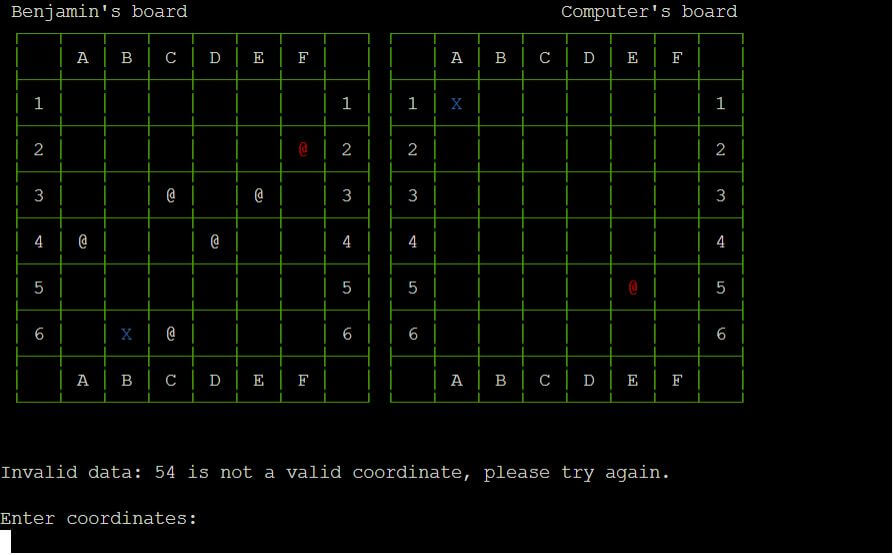 Benjamin's board Computer's board
A B C D E F A B C D E F
1 1 1 X 1
2 @ 2 2 2
3 @ @ 3 3 3
4 @ @ 4 4 4
5 5 5 @ 5
6 X @ 6 6 6
A B C D E F A B C D E F
Invalid data: 54 is not a valid coordinate, please try again.
Enter coordinates: